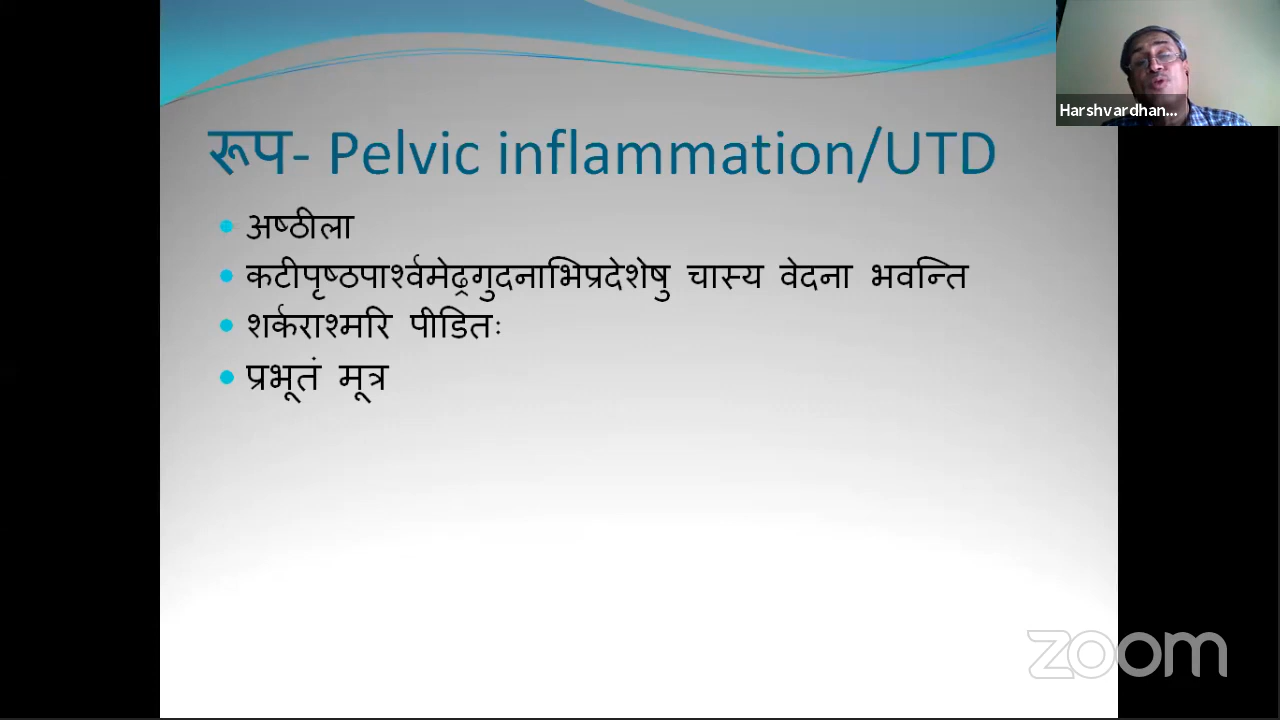 रूप- Pelvic inflammation/UTD
अष्ठीला
कटीपृष्ठपार्श्वमेढ्रगुदनाभिप्रदेशेषु चास्य वेदना भवन्ति
शर्कराश्मरि पीडितः
प्रभूतं मूत्र
Harshvardhan...
zoom